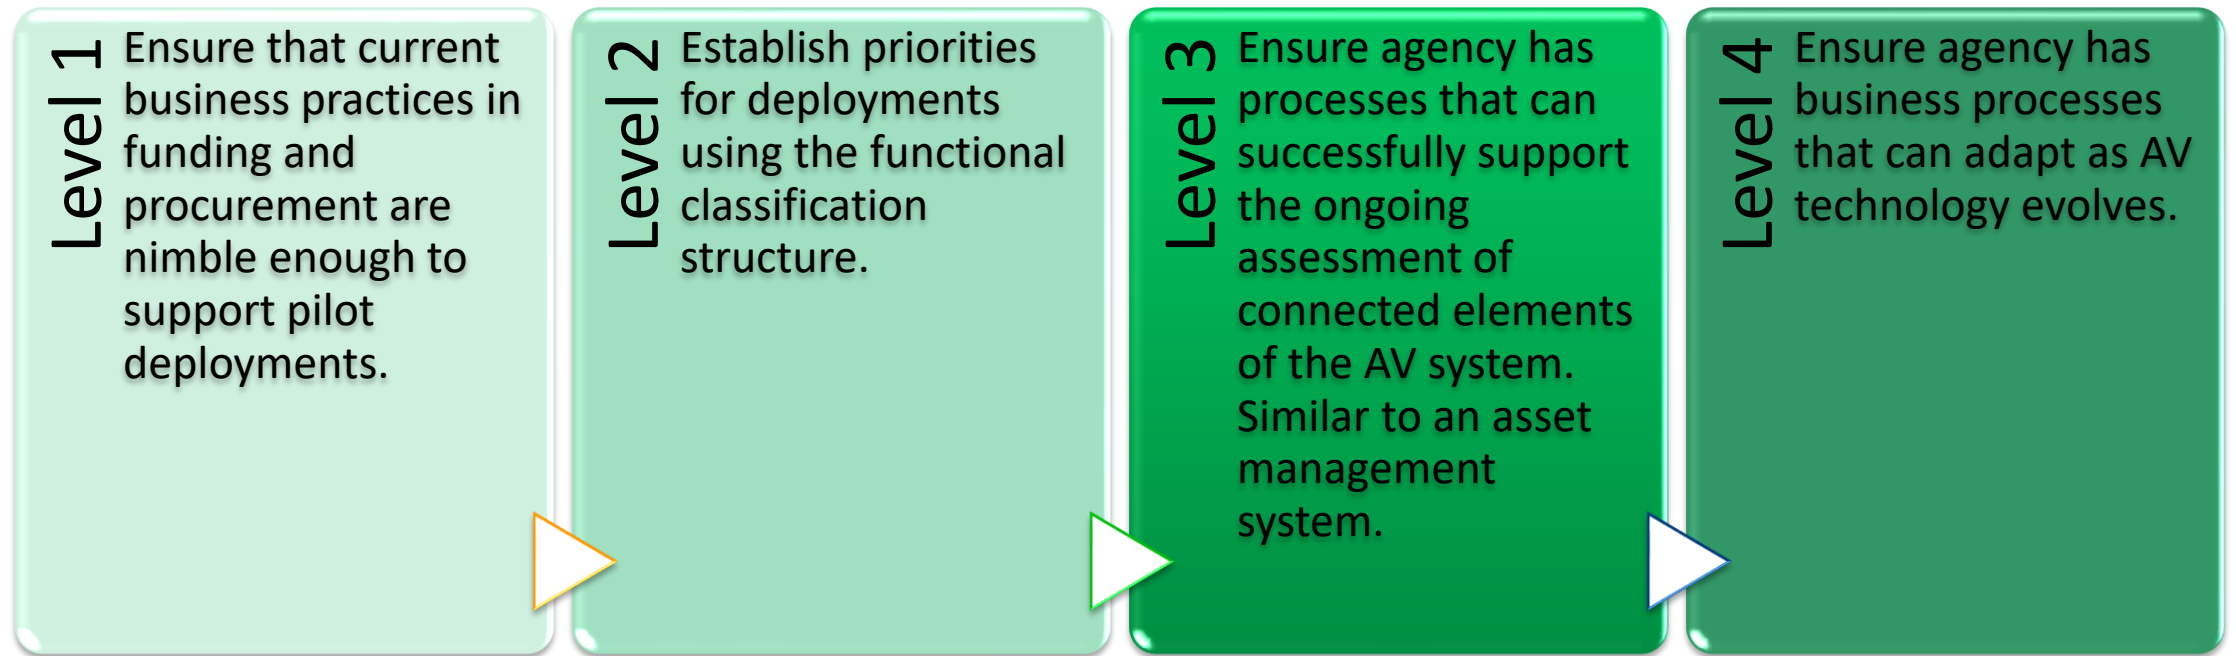 Level 1
Ensure that current
business practices in
funding and
procurement are
nimble enough to
support pilot
deployments.
Level 2
Establish priorities
for deployments
using the functional
classification
structure.
Level 3
Ensure agency has
processes that can
successfully support
the ongoing
assessment of
connected elements
of the AV system.
Similar to an asset
management
system.
Level 4
Ensure agency has
business processes
that can adapt as AV
technology evolves.